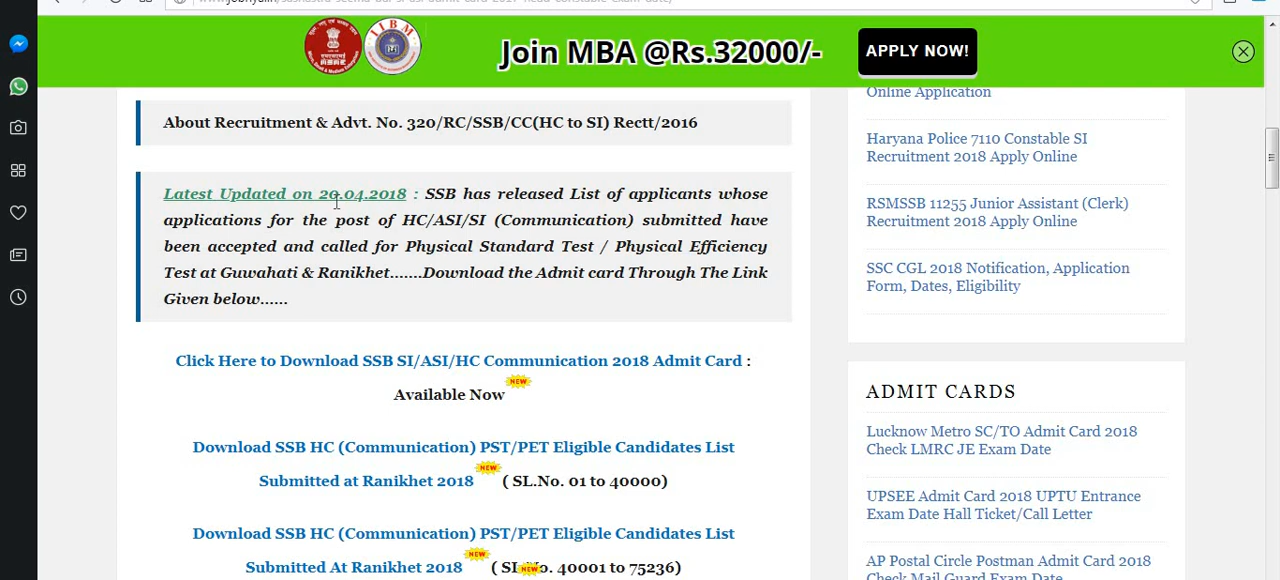 Join MBA @Rs.32000/-
APPLY NOW!
About Recruitment & Advt. No. 320/RC/SSB/CC(HC to SI) Rectt/2016
Latest Updated on 20.04.2018 : SSB has released List of applicants whose
applications for the post of HC/ASI/SI (Communication) submitted have
been accepted and called for Physical Standard Test / Physical Efficiency
Test at Guwahati & Ranikhet.......Download the Admit card Through The Link
Given below......
Click Here to Download SSB SI/ASI/HC Communication 2018 Admit Card :
Available Now NEW
Download SSB HC (Communication) PST/PET Eligible Candidates List
Submitted at Ranikhet 2018 NEW ( SL.No. 01 to 40000)
Download SSB HC (Communication) PST/PET Eligible Candidates List
Submitted At Ranikhet 2018 NEW ( SL NEW o. 40001 to 75236)
Online Application
Haryana Police 7110 Constable SI
Recruitment 2018 Apply Online
RSMSSB 11255 Junior Assistant (Clerk)
Recruitment 2018 Apply Online
SSC CGL 2018 Notification, Application
Form, Dates, Eligibility
ADMIT CARDS
Lucknow Metro SC/TO Admit Card 2018
Check LMRC JE Exam Date
UPSEE Admit Card 2018 UPTU Entrance
Exam Date Hall Ticket/Call Letter
AP Postal Circle Postman Admit Card 2018
Check Mail Guard Exam Date